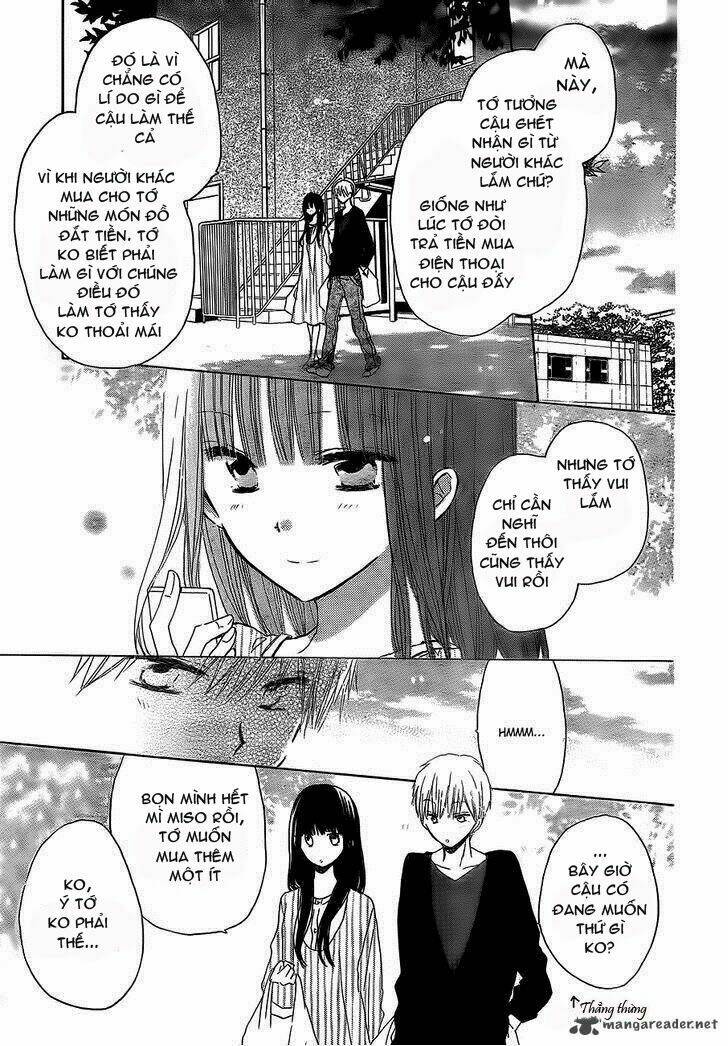 MÀ
NÀY,
TỚ TƯỞNG
CẬU GHÉT
NHẬN GÌ TỪ
NGƯỜI KHÁC
LẮM CHỨ?
GIỐNG NHƯ
LÚC TỚ ĐÒI
TRẢ TIỀN MUA
ĐIỆN THOẠI
CHO CẬU ĐẤY
ĐÓ LÀ VÌ
CHẲNG CÓ
LÍ DO GÌ ĐỂ
CẬU LÀM THẾ
CẢ
VÌ KHI NGƯỜI KHÁC
MUA CHO TỚ
NHỮNG MÓN ĐỒ
ĐẮT TIỀN. TỚ
KO BIẾT PHẢI
LÀM GÌ VỚI CHÚNG
ĐIỀU ĐÓ
LÀM TỚ THẤY
KO THOẢI MÁI
NHƯNG TỚ
THẤY VUI
LẮM
CHỈ CẦN
NGHĨ
ĐẾN THÔI
CŨNG THẤY
VUI RỒI
HMMM...
...
BÂY GIỜ
CẬU CÓ
ĐANG MUỐN
THỨ GÌ
KO?
↑
Thẳng thừng
BỌN MÌNH HẾT
MÌ MISO RỒI,
TỚ MUỐN
MUA THÊM
MỘT ÍT
KO,
Ý TỚ
KO PHẢI
THẾ...
mangareader.net